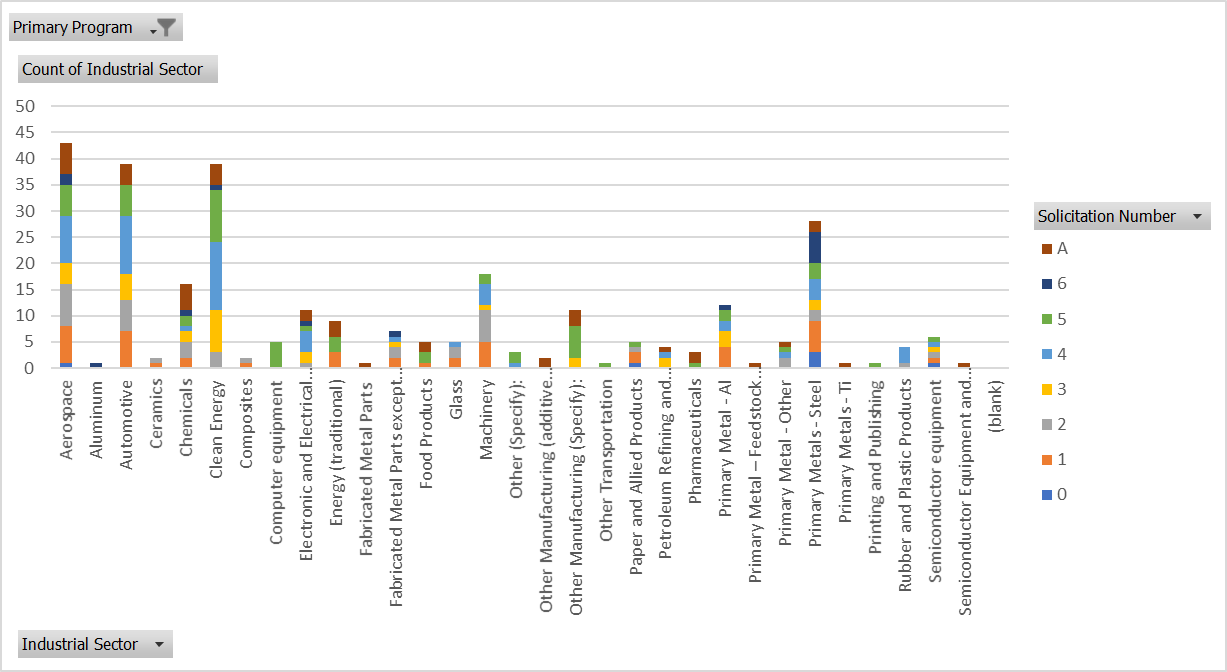 Primary Program
Count of Industrial Sector
50
45
40
35
30
25
20
15
10
5
0
Aerospace
Aluminum
Automotive
Ceramics
Chemicals
Clean Energy
Composites
Computer equipment
Electronic and Electrical...
Energy (traditional)
Fabricated Metal Parts
Fabricated Metal Parts except...
Food Products
Glass
Machinery
Other (Specify):
Other Manufacturing (additive...
Other Manufacturing (Specify):
Other Transportation
Paper and Allied Products
Petroleum Refining and...
Pharmaceuticals
Primary Metal - Al
Primary Metal – Feedstock...
Primary Metal - Other
Primary Metals - Steel
Primary Metals - Ti
Printing and Publishing
Rubber and Plastic Products
Semiconductor equipment
Semiconductor Equipment and...
(blank)
Solicitation Number
A
6
5
4
3
2
1
0
Industrial Sector